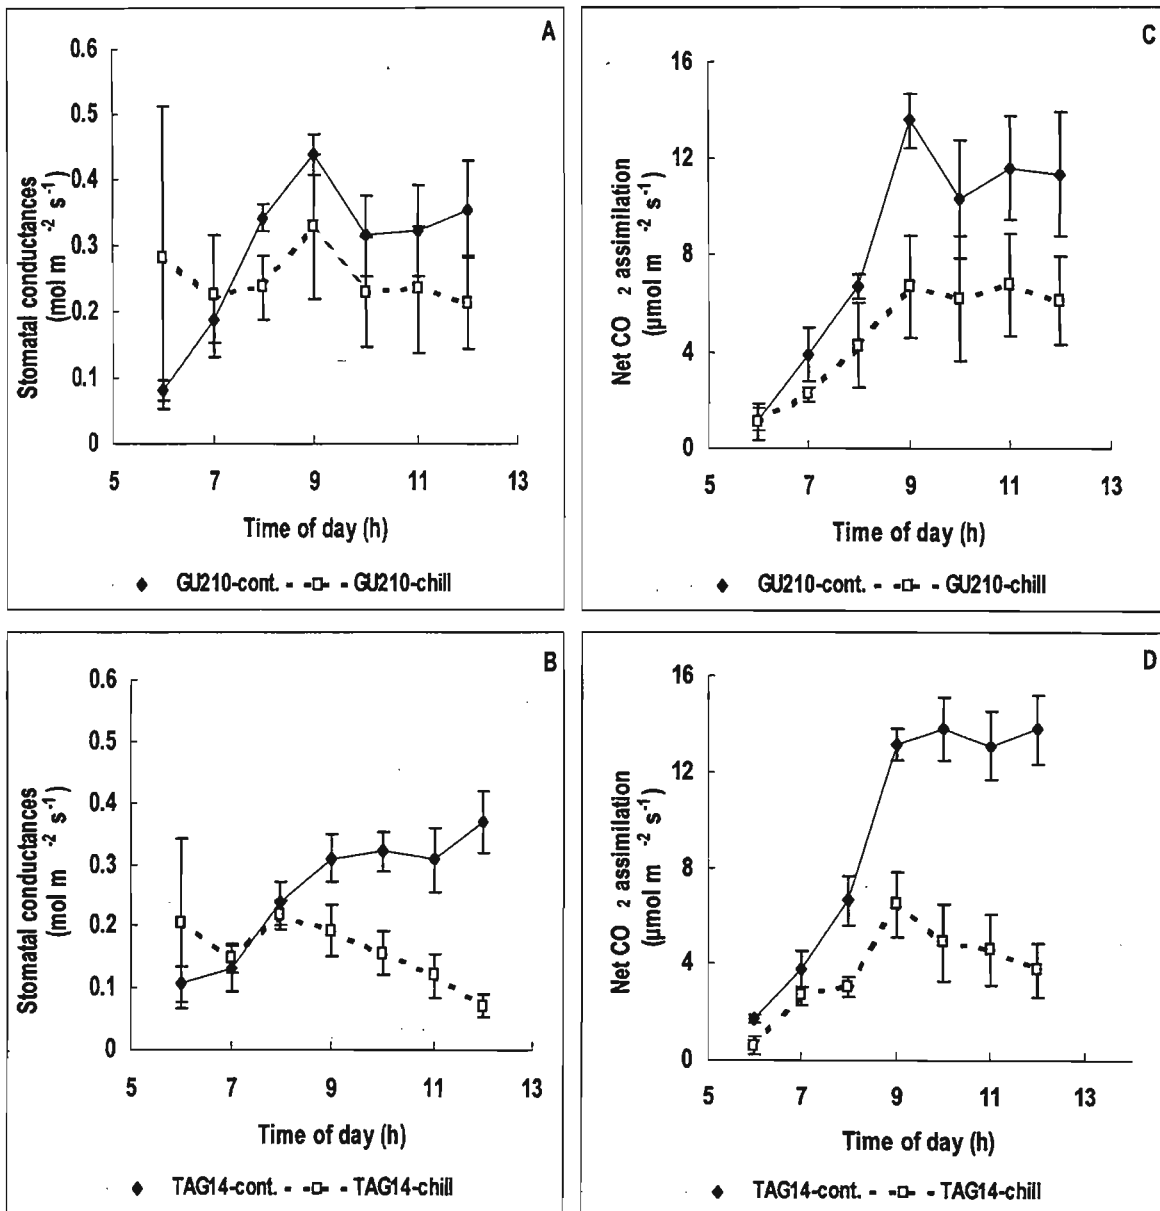 A
Stomatal conductances
(mol m -2 s-1)
0.6
0.5
0.4
0.3
0.2
0.1
0
5 7 9 11 13
Time of day (h)
GU210-cont. GU210-chill
C
Net CO 2 assimilation
(µmol m -2 s-1)
16
12
8
4
0
5 7 9 11 13
Time of day (h)
GU210-cont. GU210-chill
B
Stomatal conductances
(mol m -2 s-1)
0.6
0.5
0.4
0.3
0.2
0.1
0
5 7 9 11 13
Time of day (h)
TAG14-cont. TAG14-chill
D
Net CO 2 assimilation
(µmol m -2 s-1)
16
12
8
4
0
5 7 9 11 13
Time of day (h)
TAG14-cont. TAG14-chill